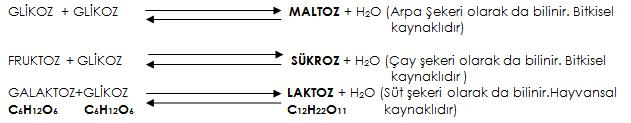 GLİKOZ + GLİKOZ MALTOZ + H2O (Arpa Şekeri olarak da bilinir. Bitkisel
kaynaklıdır)
FRUKTOZ + GLİKOZ SÜKROZ + H2O (Çay şekeri olarak da bilinir. Bitkisel
kaynaklıdır )
GALAKTOZ+GLİKOZ LAKTOZ + H2O (Süt şekeri olarak da bilinir.Hayvansal
C6H12O6 C6H12O6 C12H22O11 kaynaklıdır)